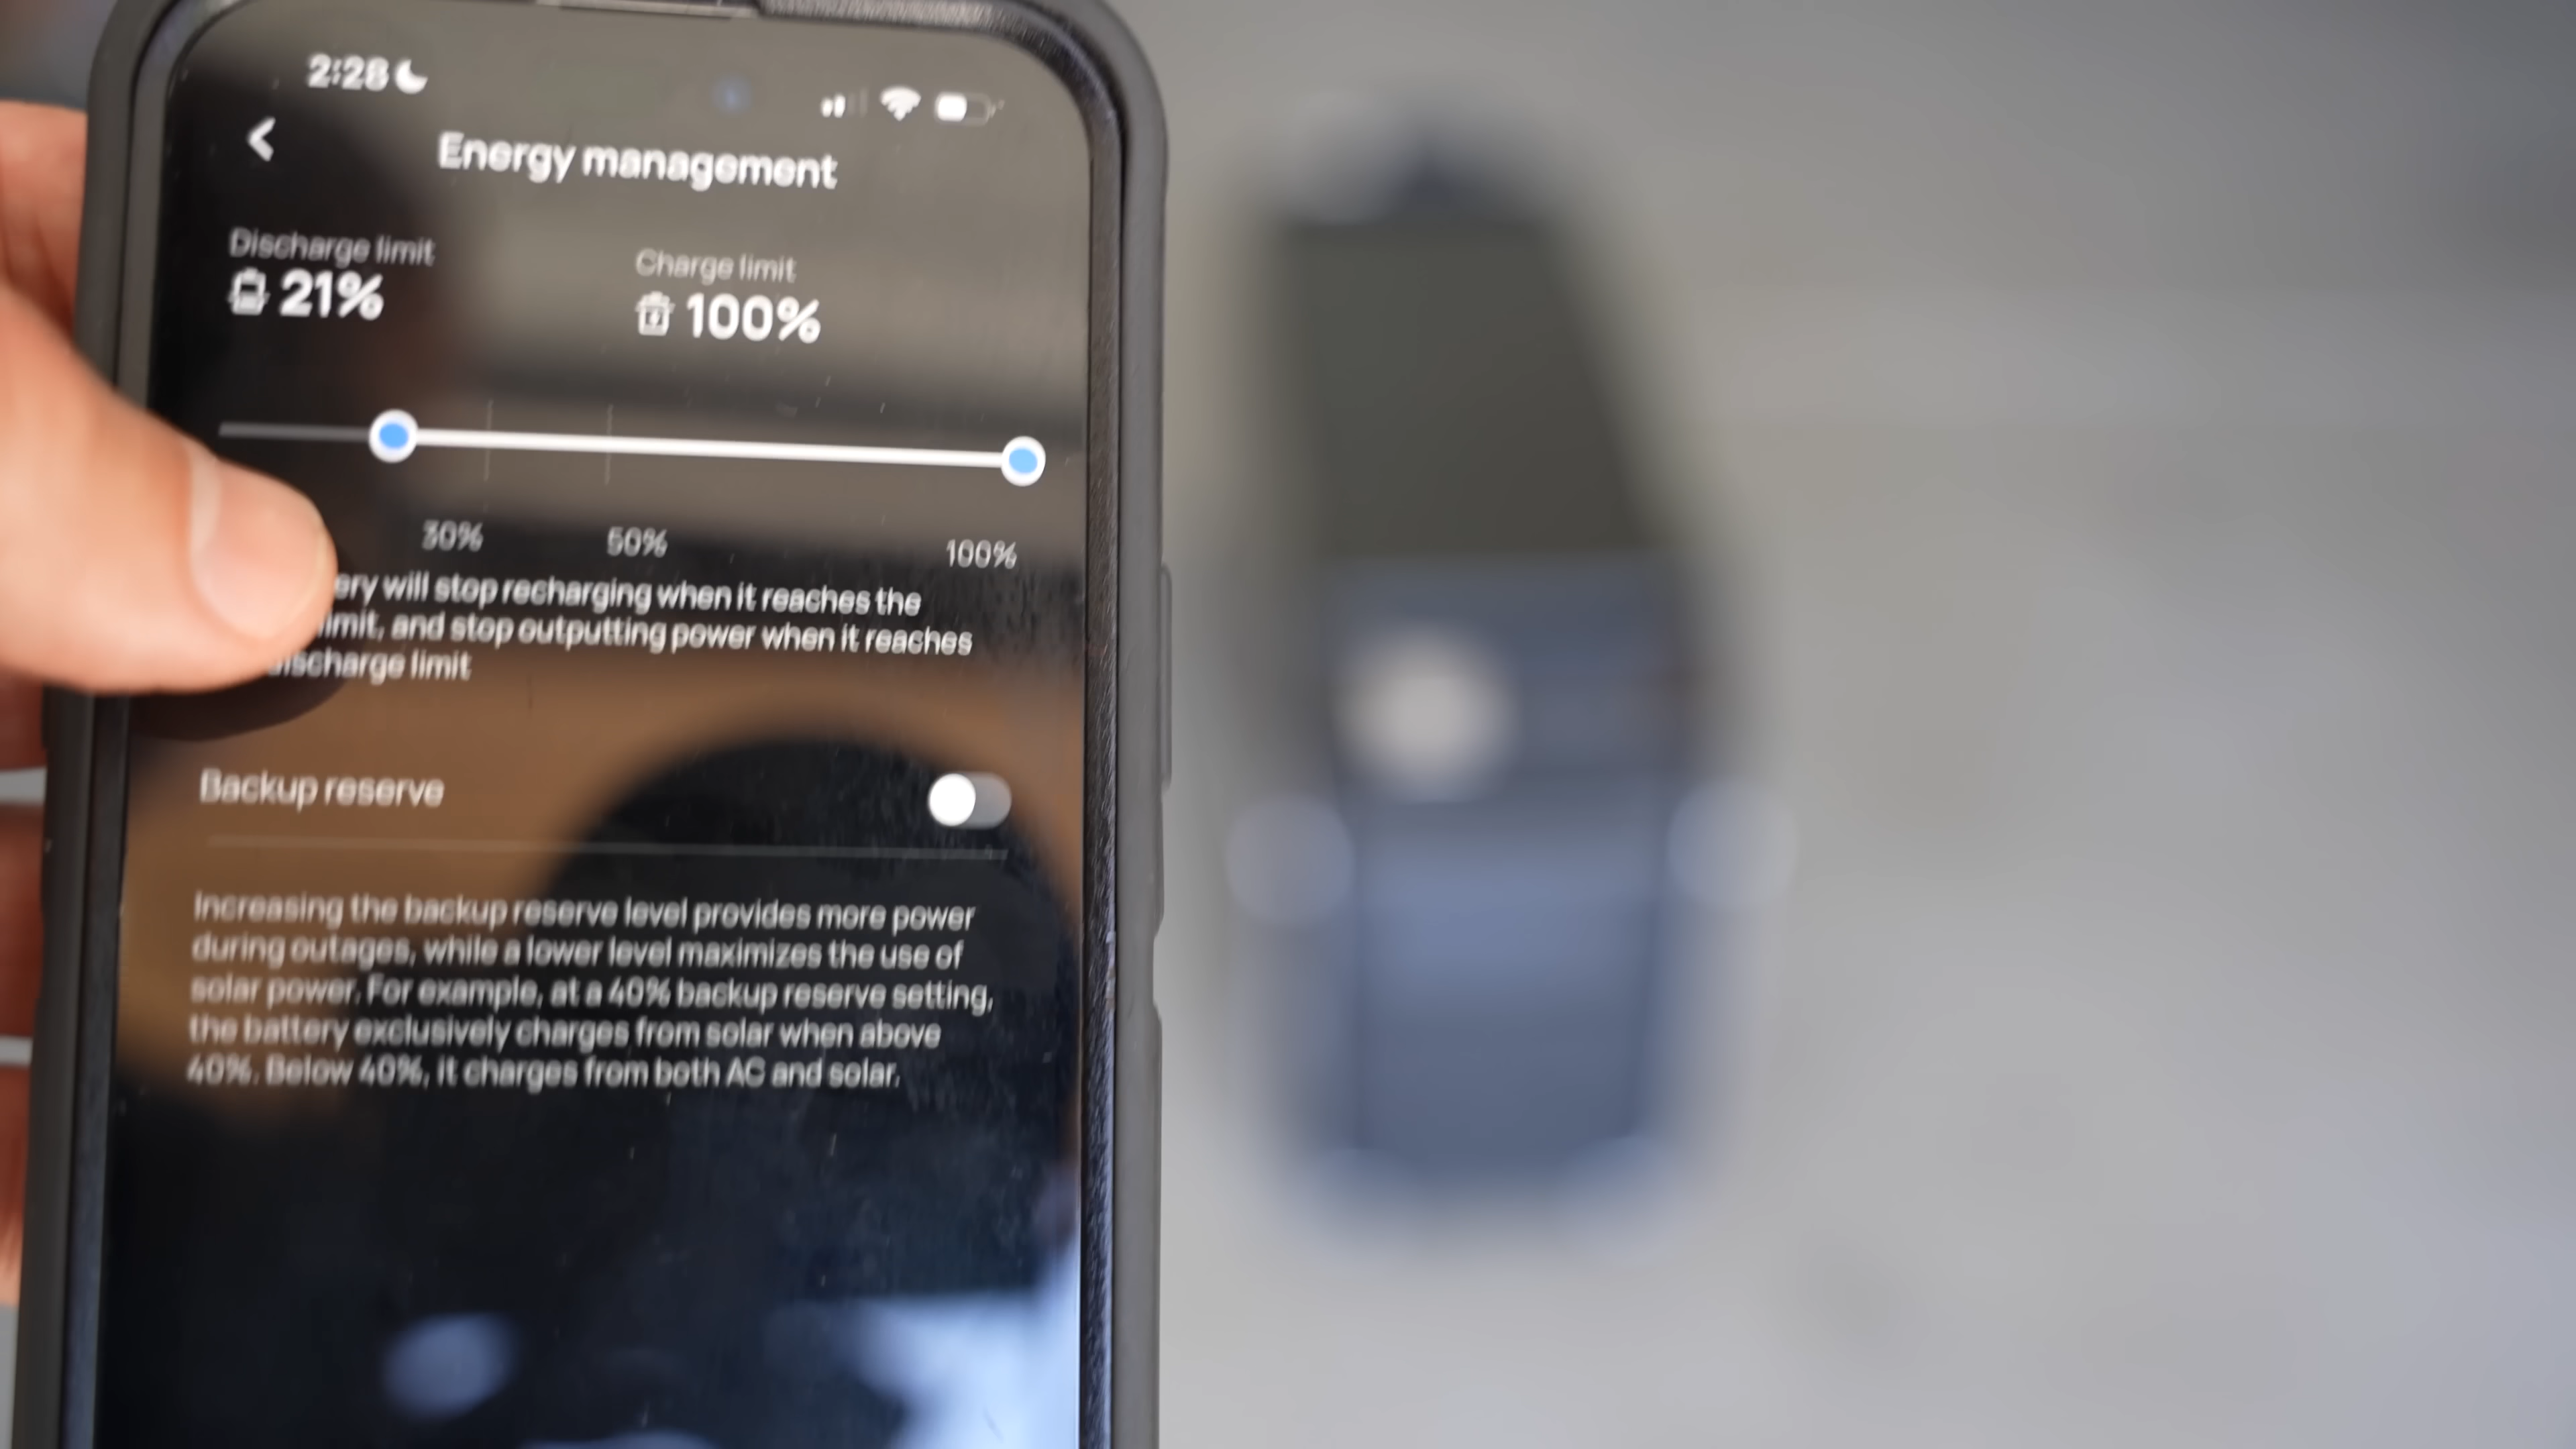 2:28
Energy management
Discharge limit
21%
Charge limit
100%
30%
50%
100%
will stop recharging when it reaches the
and stop outputting power when it reaches
limit
Backup reserve
Increasing the backup reserve level provides more power
during outages, while a lower level maximizes the use of
solar power. For example, at a 40% backup reserve setting,
the battery exclusively charges from solar when above
40%. Below 40%, it charges from both AC and solar.